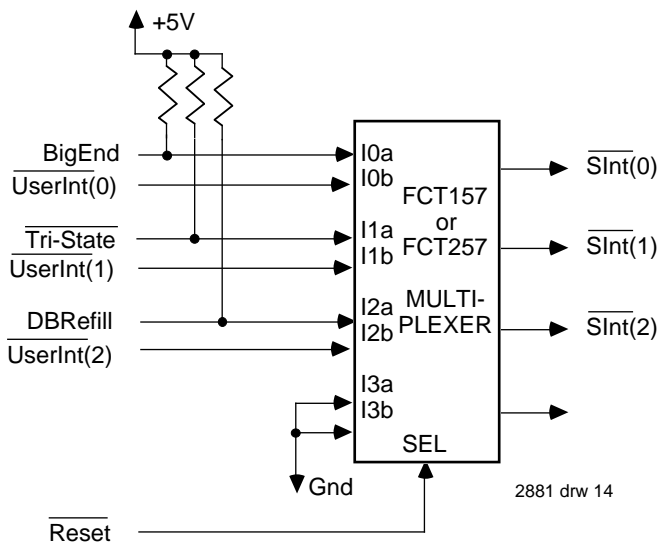 +5V
BigEnd
UserInt(0)
Tri-State
UserInt(1)
DBRefill
UserInt(2)
I0a
I0b
I1a
I1b
I2a
I2b
I3a
I3b
FCT157
or
FCT257
MULTI-
PLEXER
SEL
SInt(0)
SInt(1)
SInt(2)
Gnd
2881 drw 14
Reset